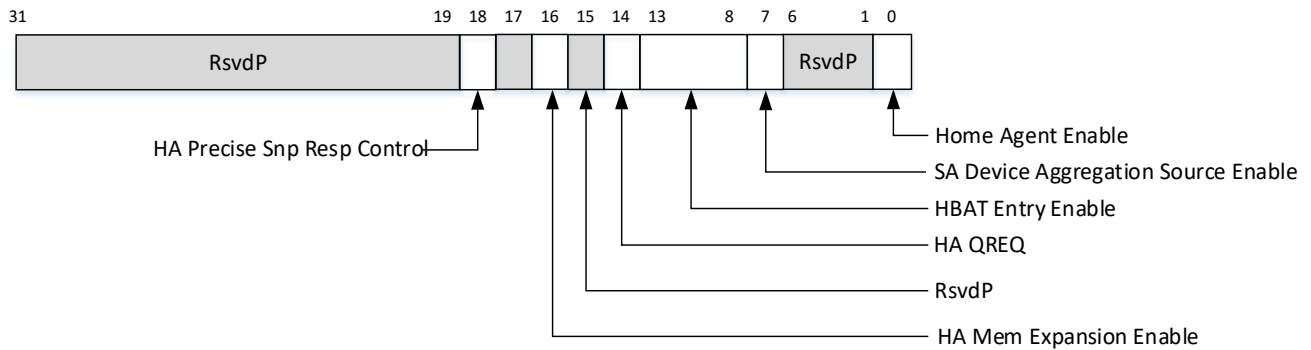 31 19 18 17 16 15 14 13 8 7 6 1 0
RsvdP RsvdP
HA Precise Snp Resp Control
Home Agent Enable
SA Device Aggregation Source Enable
HBAT Entry Enable
HA QREQ
RsvdP
HA Mem Expansion Enable